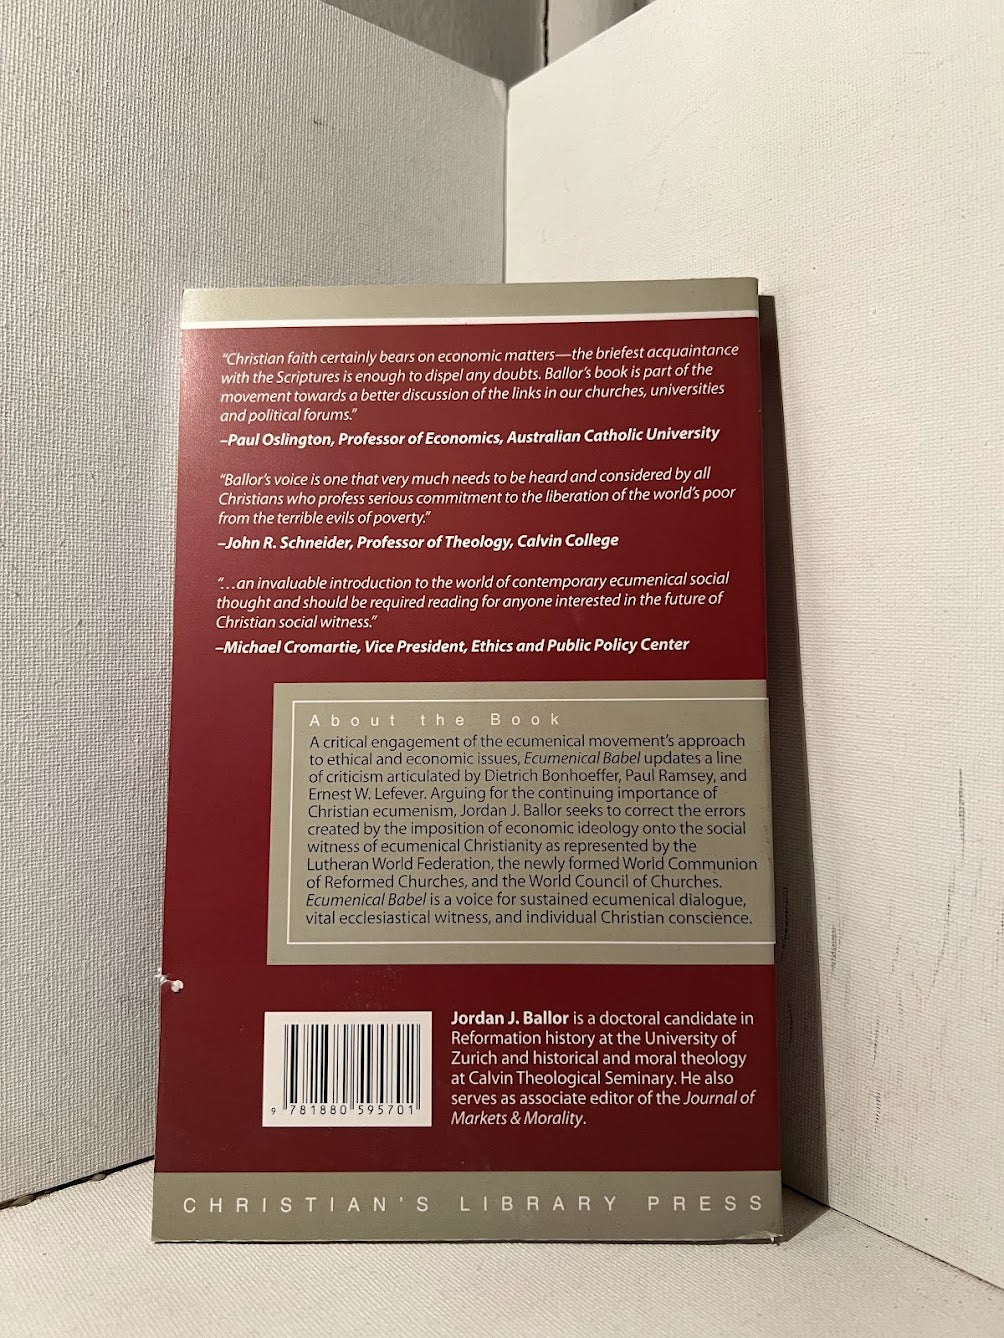 "Christian faith certainly bears on economic matters—the briefest acquaintance
with the Scriptures is enough to dispel any doubts. Ballor's book is part of the
movement towards a better discussion of the links in our churches, universities
and political forums."
–Paul Oslington, Professor of Economics, Australian Catholic University
"Ballor's voice is one that very much needs to be heard and considered by all
Christians who profess serious commitment to the liberation of the world's poor
from the terrible evils of poverty."
–John R. Schneider, Professor of Theology, Calvin College
"…an invaluable introduction to the world of contemporary ecumenical social
thought and should be required reading for anyone interested in the future of
Christian social witness."
–Michael Cromartie, Vice President, Ethics and Public Policy Center
About the Book
A critical engagement of the ecumenical movement's approach
to ethical and economic issues, Ecumenical Babel updates a line
of criticism articulated by Dietrich Bonhoeffer, Paul Ramsey, and
Ernest W. Lefever. Arguing for the continuing importance of
Christian ecumenism, Jordan J. Ballor seeks to correct the errors
created by the imposition of economic ideology onto the social
witness of ecumenical Christianity as represented by the
Lutheran World Federation, the newly formed World Communion
of Reformed Churches, and the World Council of Churches.
Ecumenical Babel is a voice for sustained ecumenical dialogue,
vital ecclesiastical witness, and individual Christian conscience.
Jordan J. Ballor is a doctoral candidate in
Reformation history at the University of
Zurich and historical and moral theology
at Calvin Theological Seminary. He also
serves as associate editor of the Journal of
Markets & Morality.
9 781880 595701
CHRISTIAN'S LIBRARY PRESS